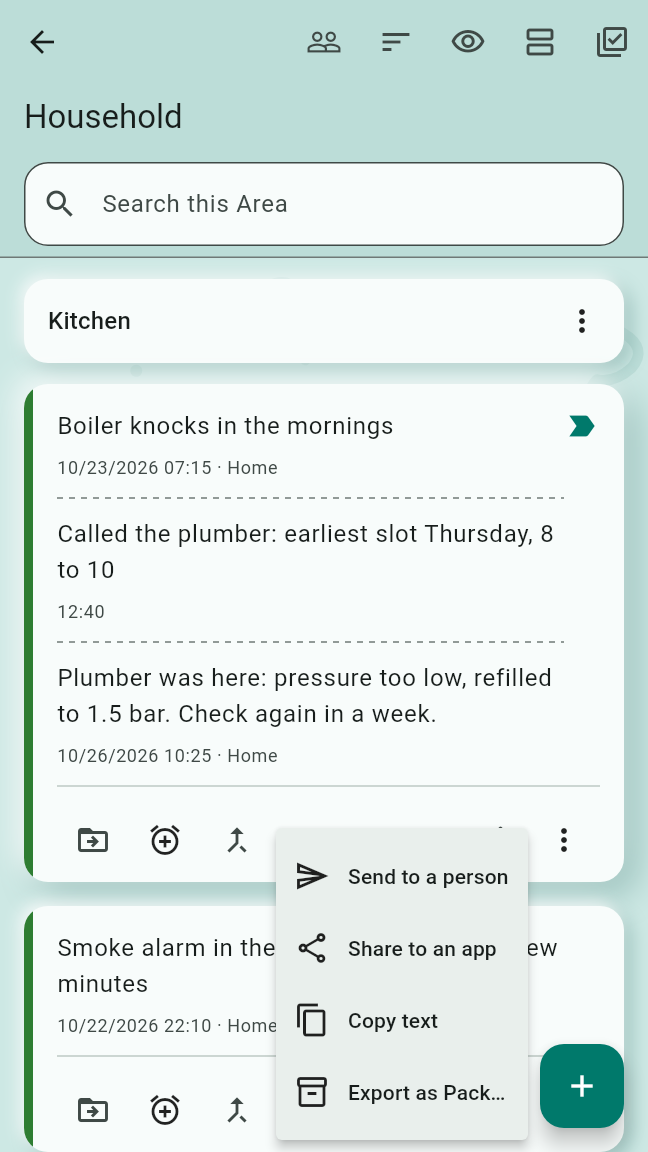 Household
Search this Area
Kitchen
Boiler knocks in the mornings
10/23/2026 07:15 · Home
Called the plumber: earliest slot Thursday, 8
to 10
12:40
Plumber was here: pressure too low, refilled
to 1.5 bar. Check again in a week.
10/26/2026 10:25 · Home
Send to a person
Smoke alarm in the
Share to an app
minutes
10/22/2026 22:10 · Home
Copy text
Export as Pack…